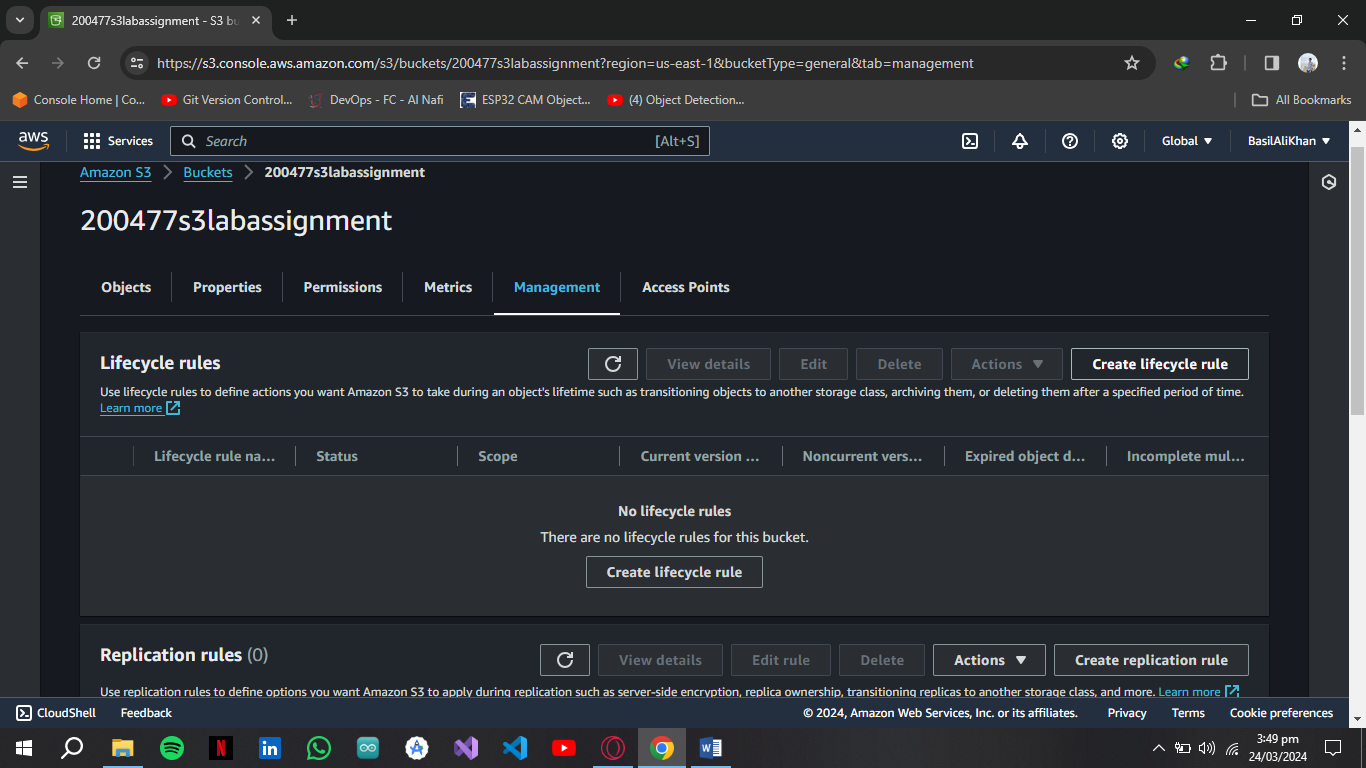 200477s3labassignment - S3 bu
https://s3.console.aws.amazon.com/s3/buckets/200477s3labassignment?region=us-east-1&bucketType=general&tab=management
Console Home | Co... Git Version Control... DevOps - FC - Al Nafi ESP32 CAM Object... (4) Object Detection... All Bookmarks
aws Services Search [Alt+S] Global BasilAliKhan
Amazon S3 Buckets 200477s3labassignment
200477s3labassignment
Objects Properties Permissions Metrics Management Access Points
Lifecycle rules View details Edit Delete Actions Create lifecycle rule
Use lifecycle rules to define actions you want Amazon S3 to take during an object's lifetime such as transitioning objects to another storage class, archiving them, or deleting them after a specified period of time.
Learn more
Lifecycle rule na... Status Scope Current version ... Noncurrent vers... Expired object d... Incomplete mul...
No lifecycle rules
There are no lifecycle rules for this bucket.
Create lifecycle rule
Replication rules (0) View details Edit rule Delete Actions Create replication rule
Use replication rules to define options you want Amazon S3 to apply during replication such as server-side encryption, replica ownership, transitioning replicas to another storage class, and more. Learn more
CloudShell Feedback © 2024, Amazon Web Services, Inc. or its affiliates. Privacy Terms Cookie preferences
3:49 pm
24/03/2024